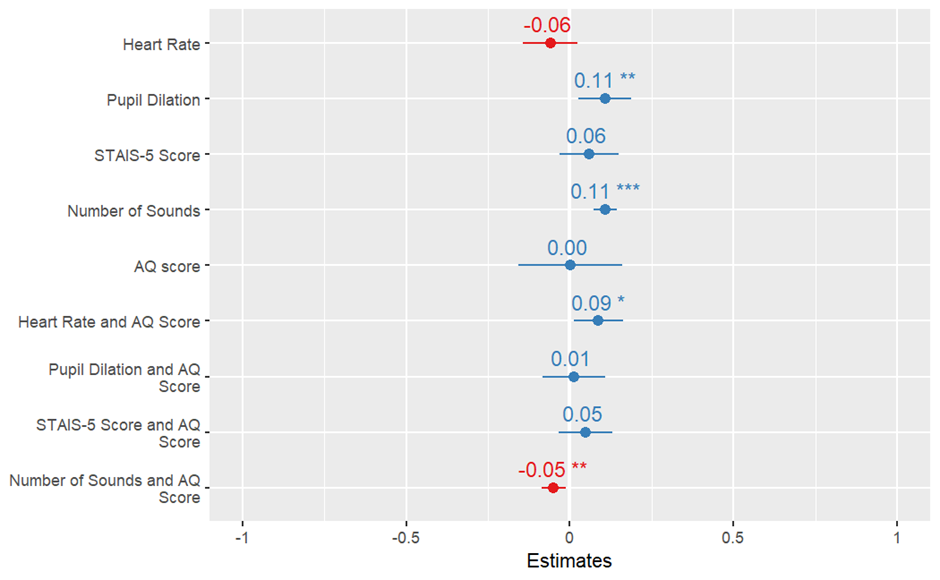 -0.06
Heart Rate
0.11 **
Pupil Dilation
0.06
STAIS-5 Score
0.11 ***
Number of Sounds
0.00
AQ score
0.09 *
Heart Rate and AQ Score
0.01
Pupil Dilation and AQ
Score
0.05
STAIS-5 Score and AQ
Score
-0.05 **
Number of Sounds and AQ
Score
-1 -0.5 0 0.5 1
Estimates